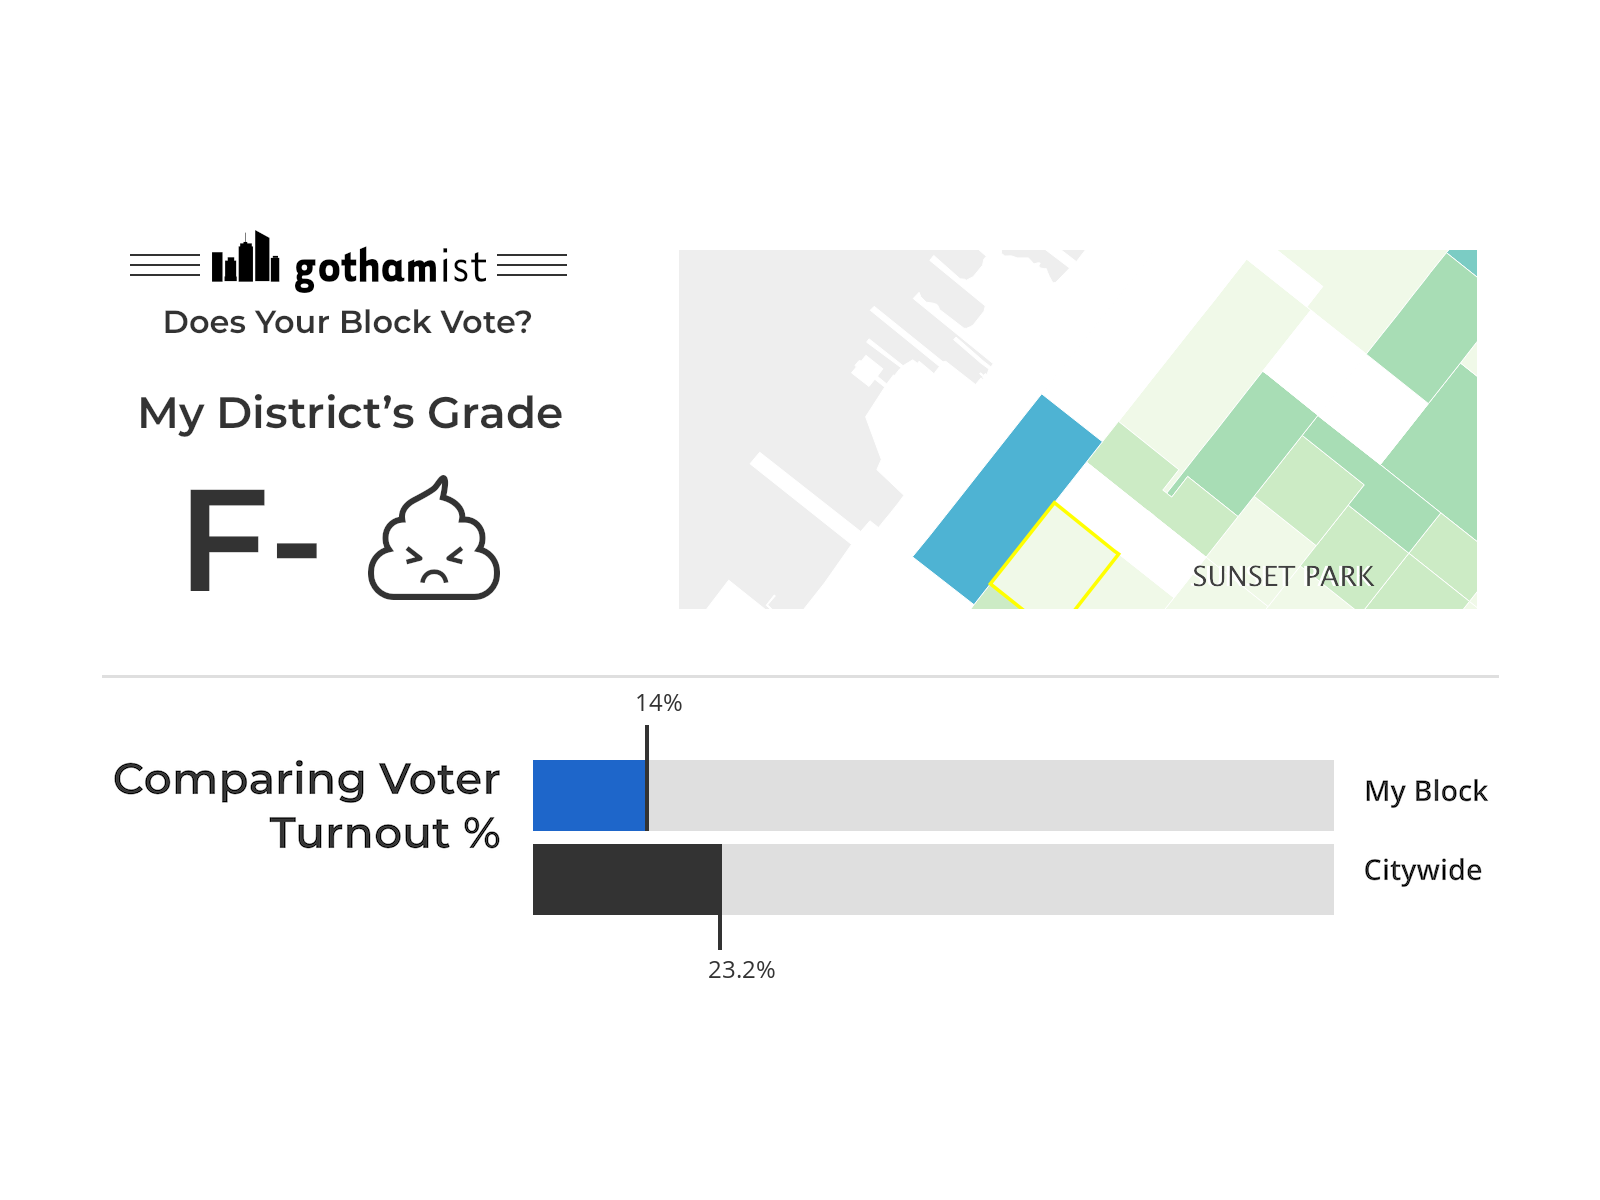 gothamist
Does Your Block Vote?
My District's Grade
F-
SUNSET PARK
14%
Comparing Voter
Turnout %
My Block
Citywide
23.2%